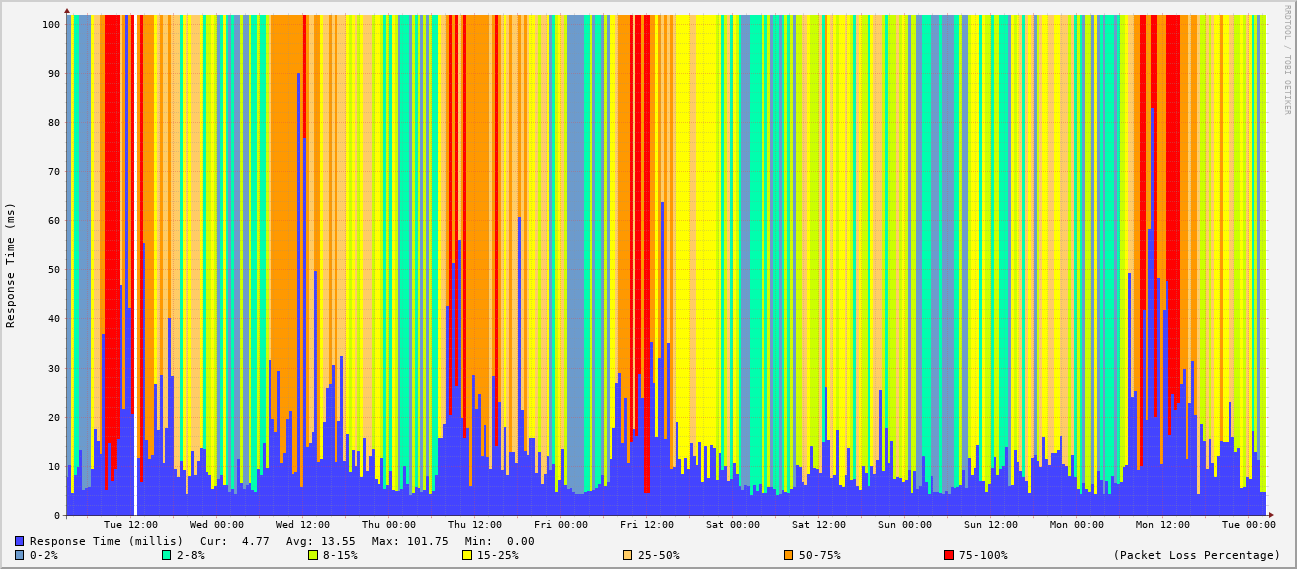 RRDTOOL / TOBI OETIKER
Response Time (ms)
100
90
80
70
60
50
40
30
20
10
0
Tue 12:00 Wed 00:00 Wed 12:00 Thu 00:00 Thu 12:00 Fri 00:00 Fri 12:00 Sat 00:00 Sat 12:00 Sun 00:00 Sun 12:00 Mon 00:00 Mon 12:00 Tue 00:00
Response Time (millis) Cur: 4.77 Avg: 13.55 Max: 101.75 Min: 0.00
0-2% 2-8% 8-15% 15-25% 25-50% 50-75% 75-100% (Packet Loss Percentage)